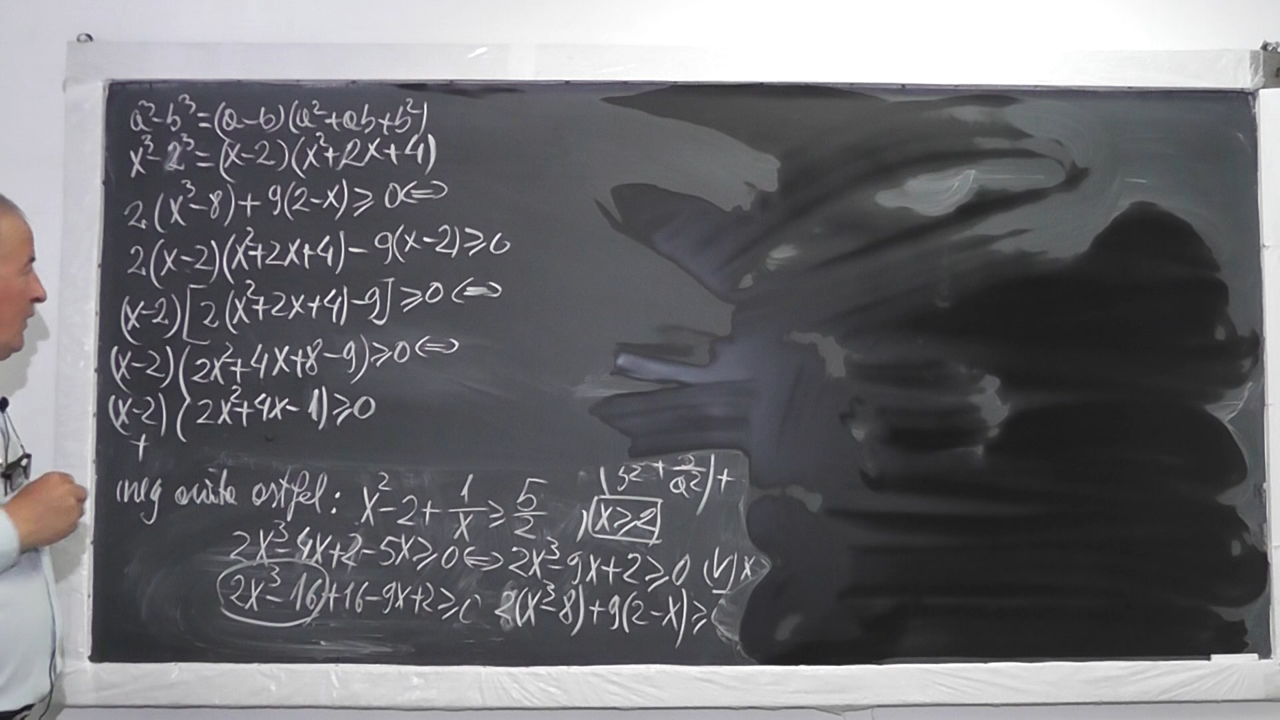 a³-b³=(a-b)(a²+ab+b²)
x³-2³=(x-2)(x²+2x+4)
2(x³-8)+9(2-x)≥0⇔
2(x-2)(x²+2x+4)-9(x-2)≥0
(x-2)[2(x²+2x+4)-9]≥0⇔
(x-2)(2x²+4x+8-9)≥0⇔
(x-2)(2x²+4x-1)≥0
+
ineg astfel: x²-2+1/x≥5/2, x≥2
2x³-4x+2-5x≥0⇔2x³-9x+2≥0 (∀)x
2x³-16+16-9x+2≥0 2(x³-8)+9(2-x)≥0